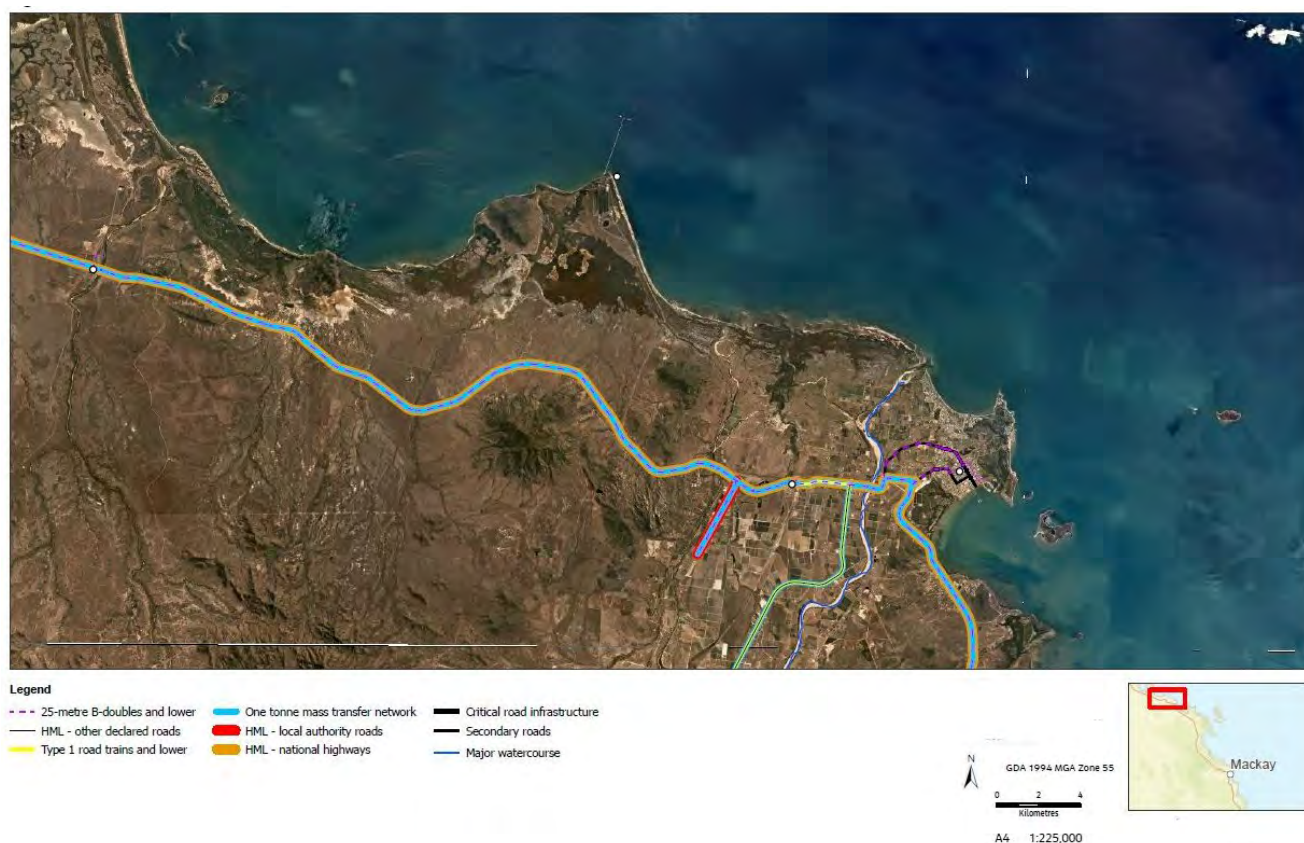 Legend
25-metre B-doubles and lower
HML - other declared roads
Type 1 road trains and lower
One tonne mass transfer network
HML - local authority roads
HML - national highways
Critical road infrastructure
Secondary roads
Major watercourse
N
GDA 1994 MGA Zone 55
0 2 4
Kilometres
A4 1:225,000
Mackay